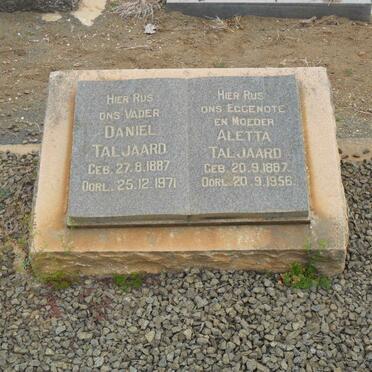 HIER RUS
ONS VADER
DANIEL
TALJAARD
GEB. 27.8.1887
OORL. 25.12.1971
HIER RUS
ONS EGGENOTE
EN MOEDER
ALETTA
TALJAARD
GEB. 20.9.1887.
OORL. 20.9.1956.